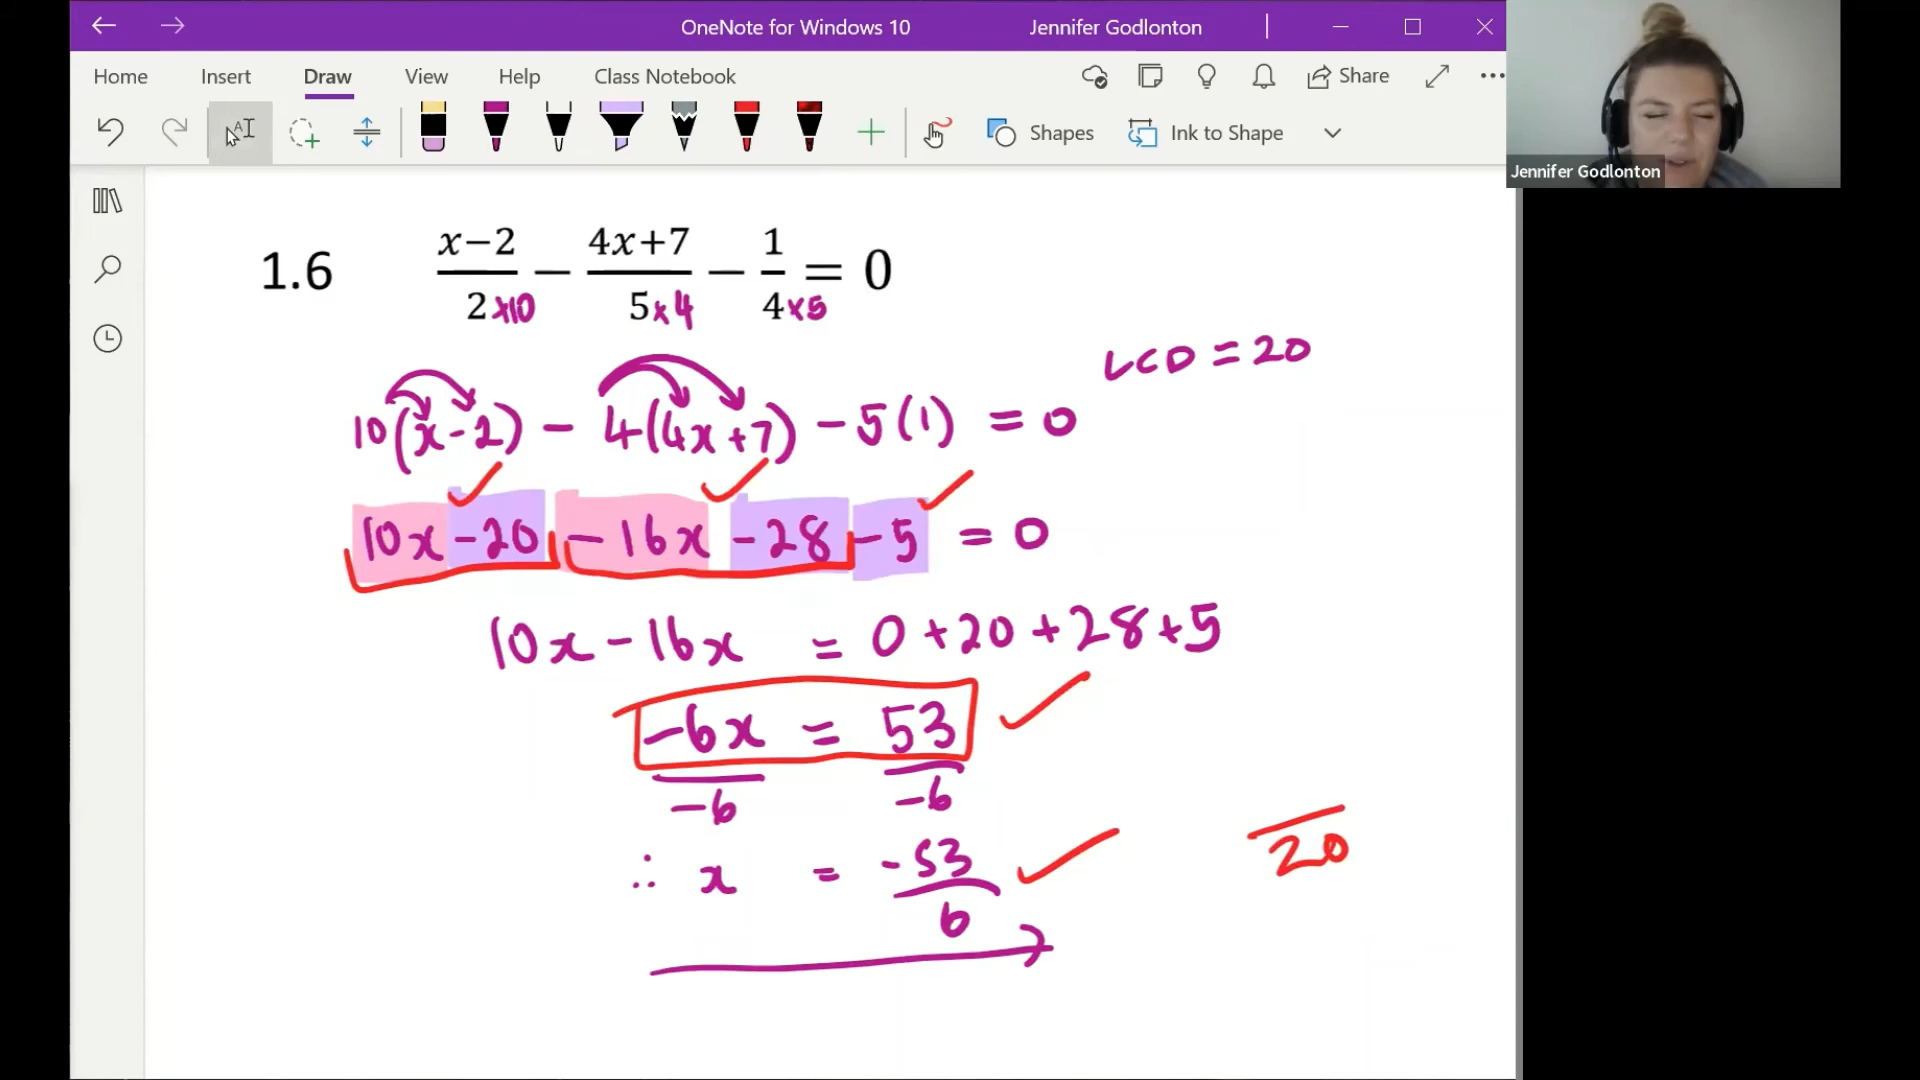 OneNote for Windows 10 Jennifer Godlonton
Home Insert Draw View Help Class Notebook Share
Shapes Ink to Shape
Jennifer Godlonton
1.6 x−2/2 − 4x+7/5 − 1/4 = 0
×10 ×4 ×5
LCD = 20
10(x-2) - 4(4x+7) - 5(1) = 0
10x -20 -16x -28 -5 = 0
10x - 16x = 0 + 20 + 28 + 5
-6x = 53
-6 -6
∴ x = -53/6
20